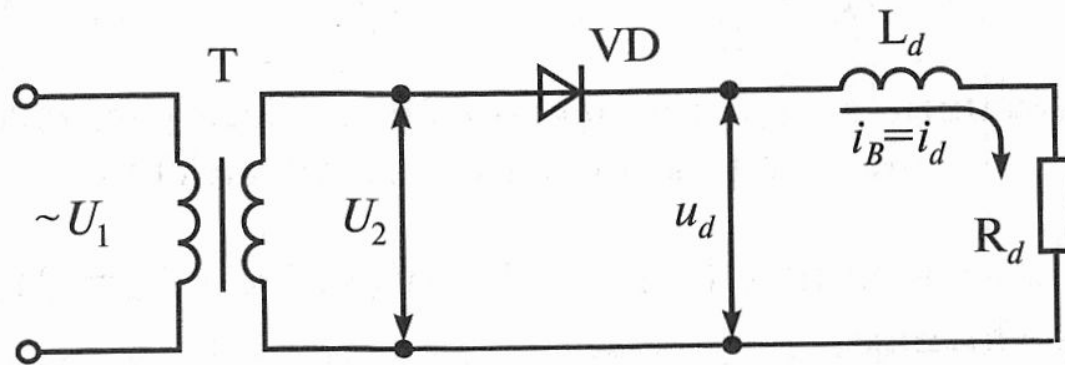 T
VD
L_d
~U_1
U_2
u_d
i_B=i_d
R_d